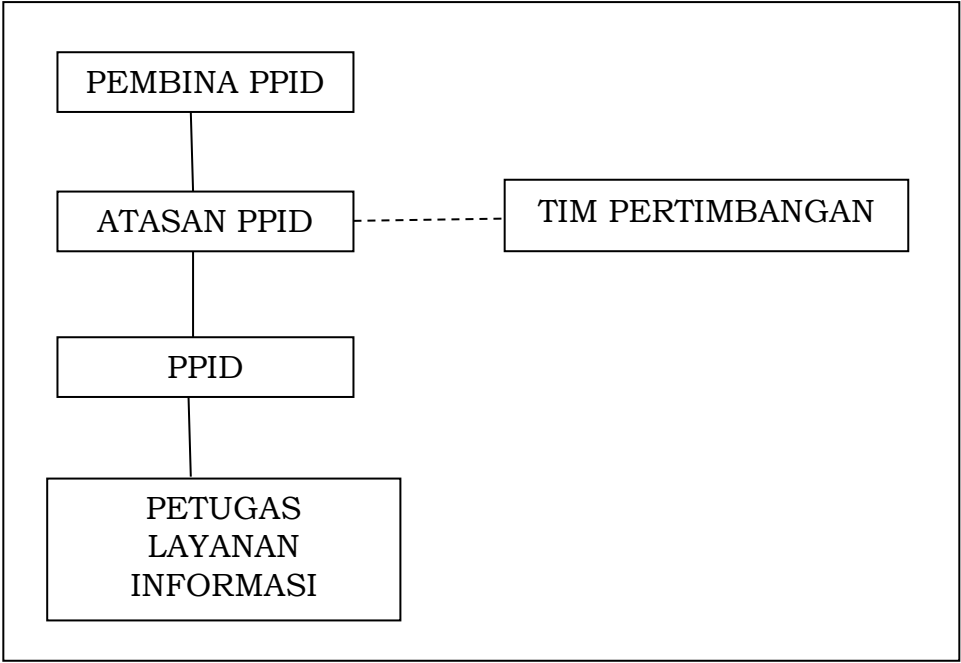 PEMBINA PPID
ATASAN PPID
TIM PERTIMBANGAN
PPID
PETUGAS
LAYANAN
INFORMASI